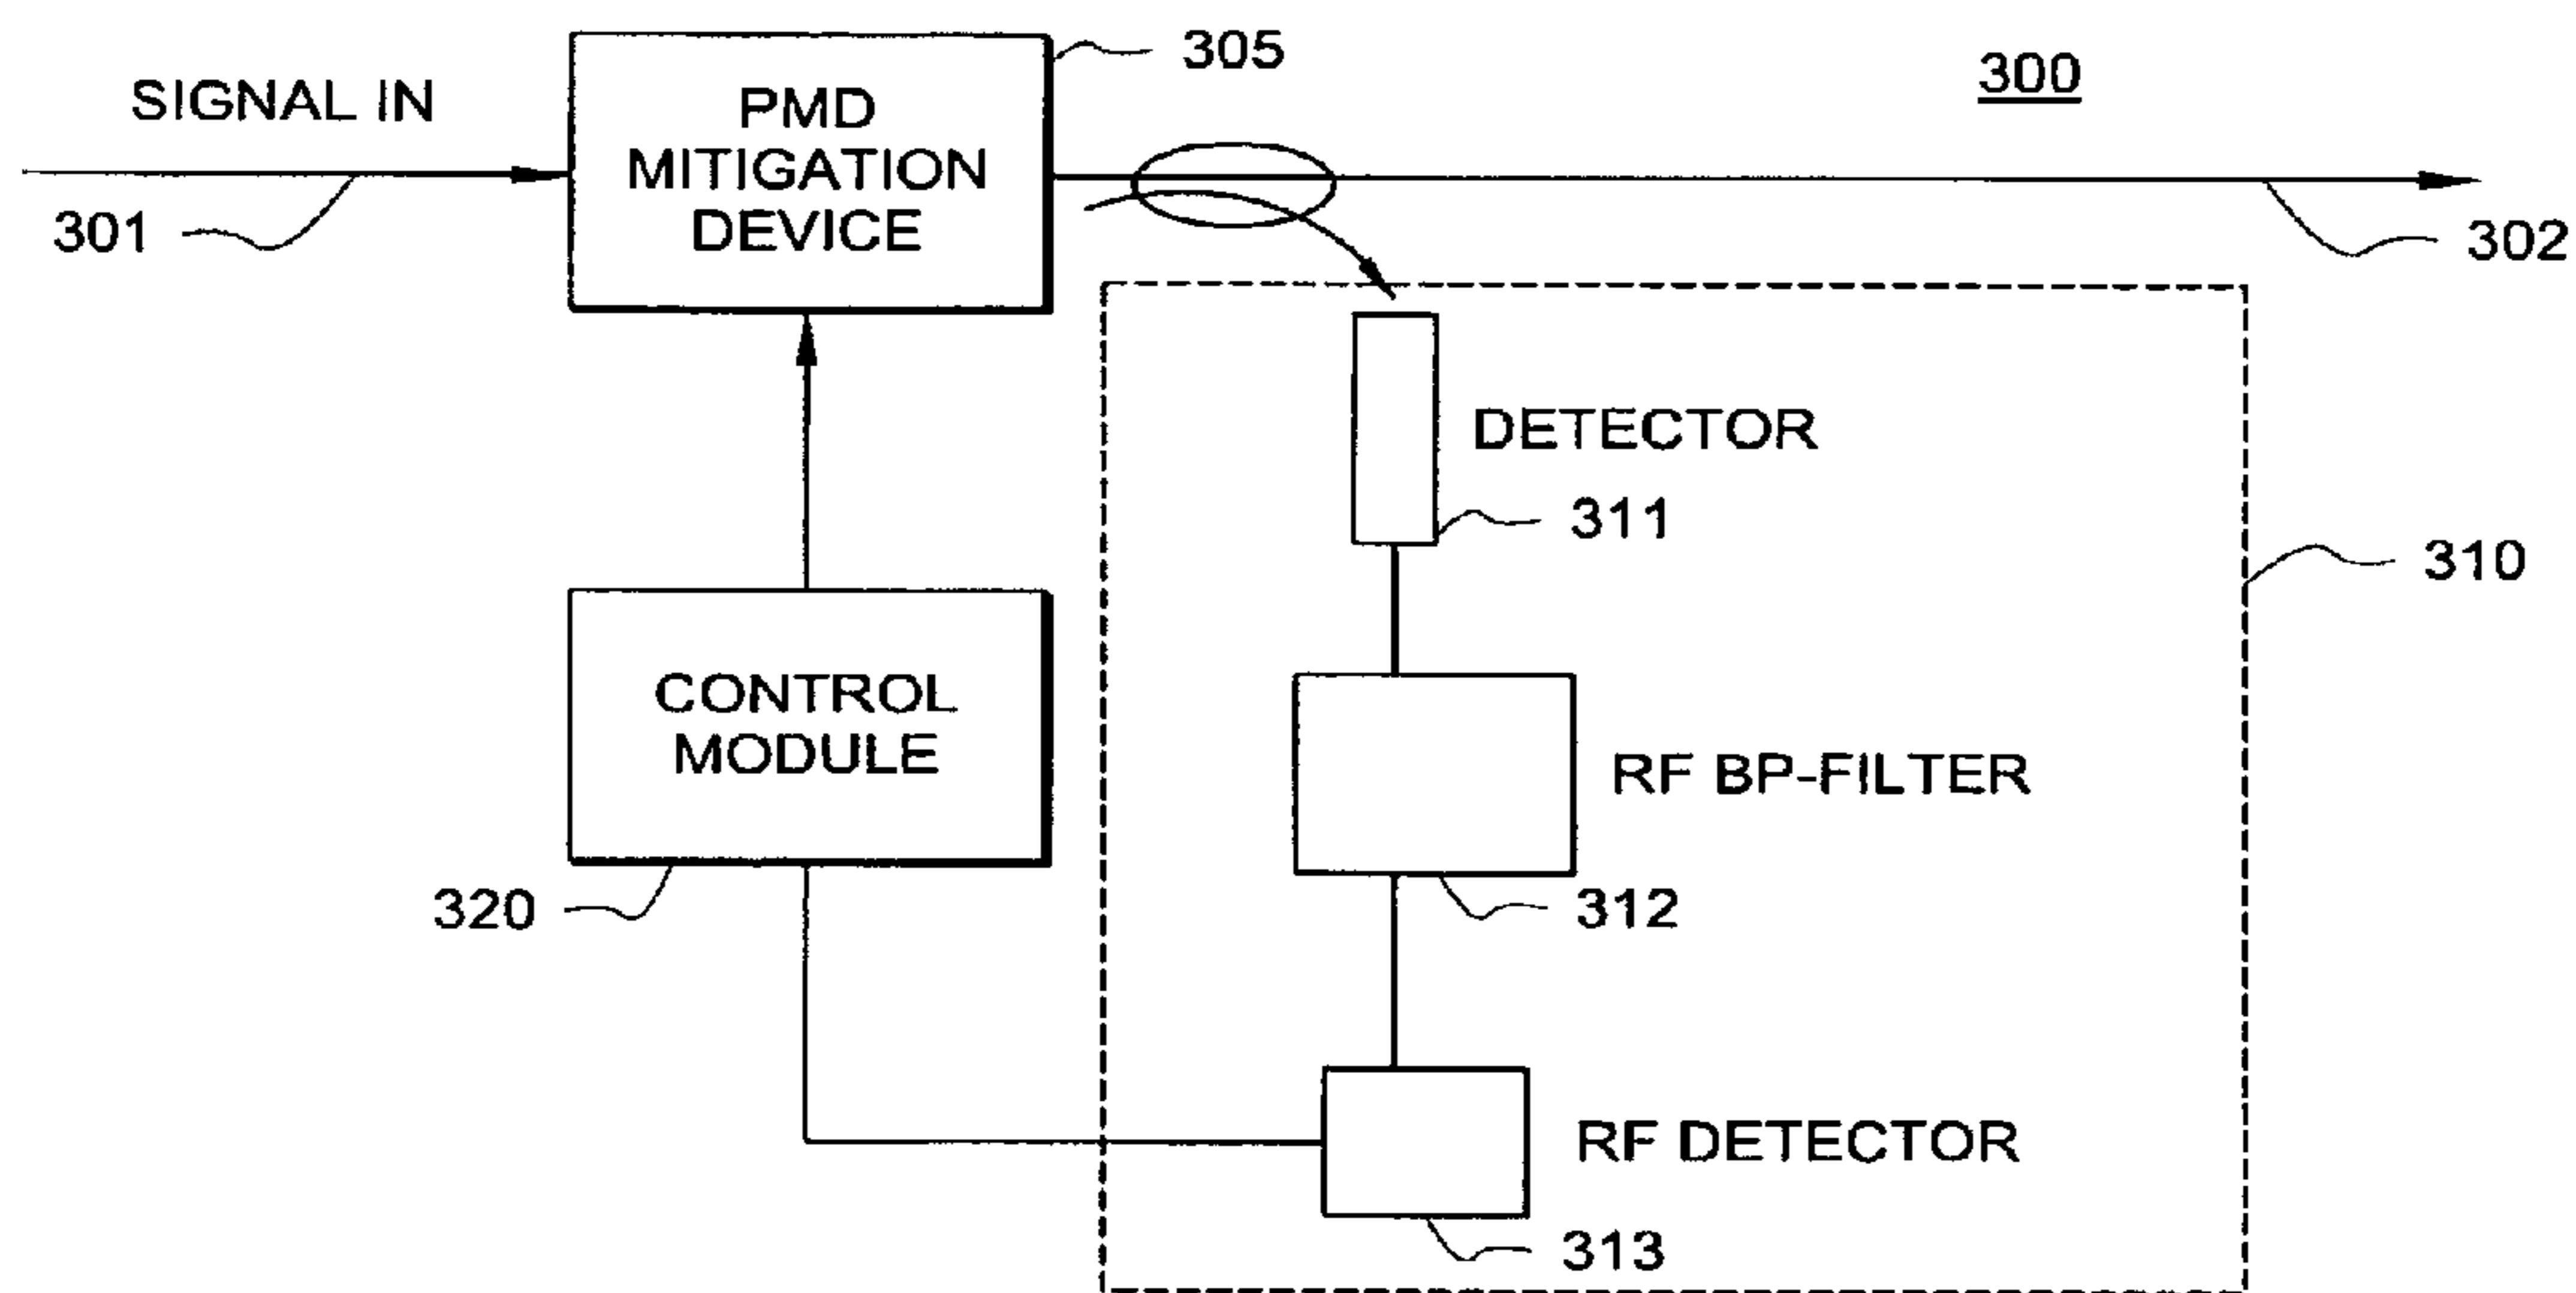 305
300
SIGNAL IN
PMD
MITIGATION
DEVICE
301
302
DETECTOR
311
310
CONTROL
MODULE
RF BP-FILTER
320
312
RF DETECTOR
313